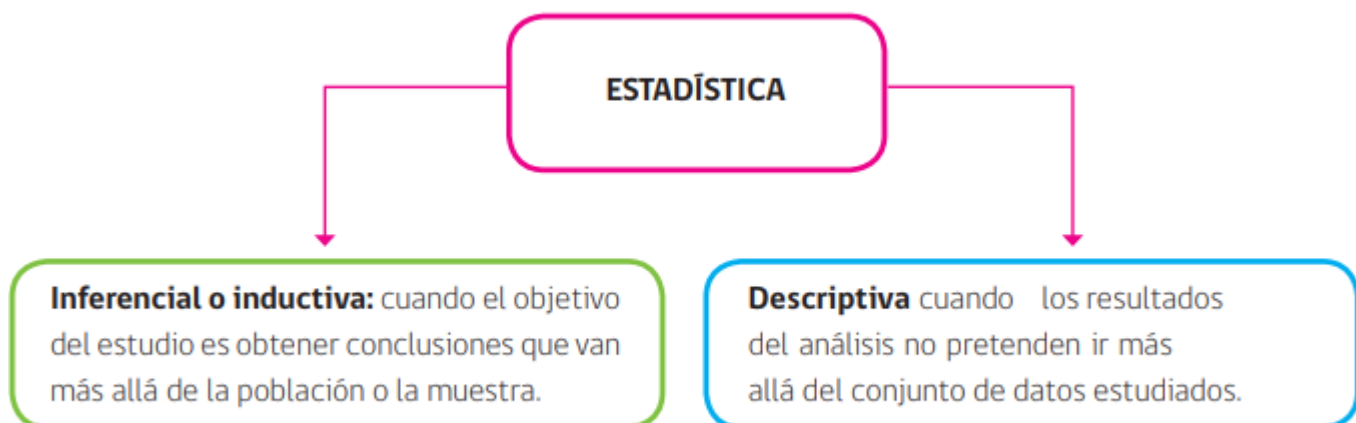 ESTADÍSTICA
Inferencial o inductiva: cuando el objetivo
del estudio es obtener conclusiones que van
más allá de la población o la muestra.
Descriptiva cuando los resultados
del análisis no pretenden ir más
allá del conjunto de datos estudiados.